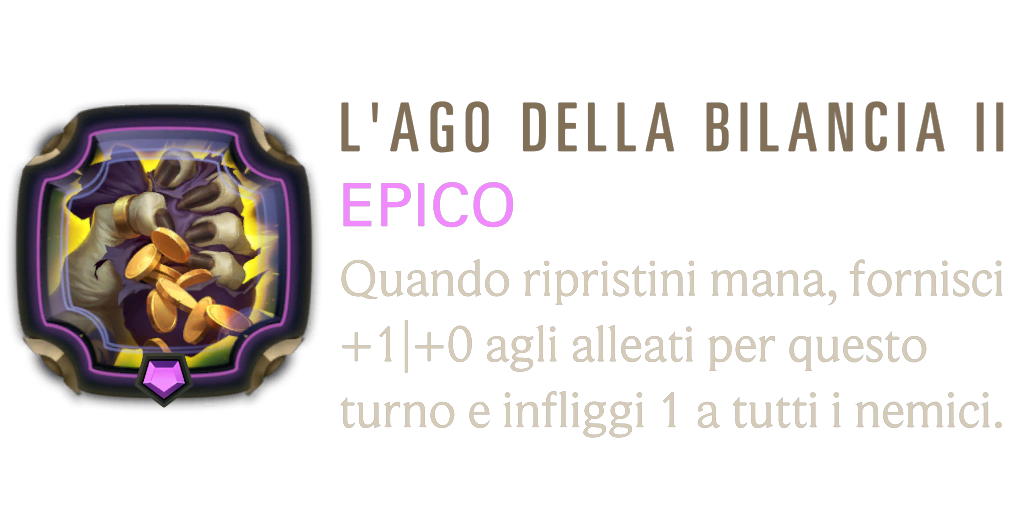 L'AGO DELLA BILANCIA II
EPICO
Quando ripristini mana, fornisci
+1|+0 agli alleati per questo
turno e infliggi 1 a tutti i nemici.